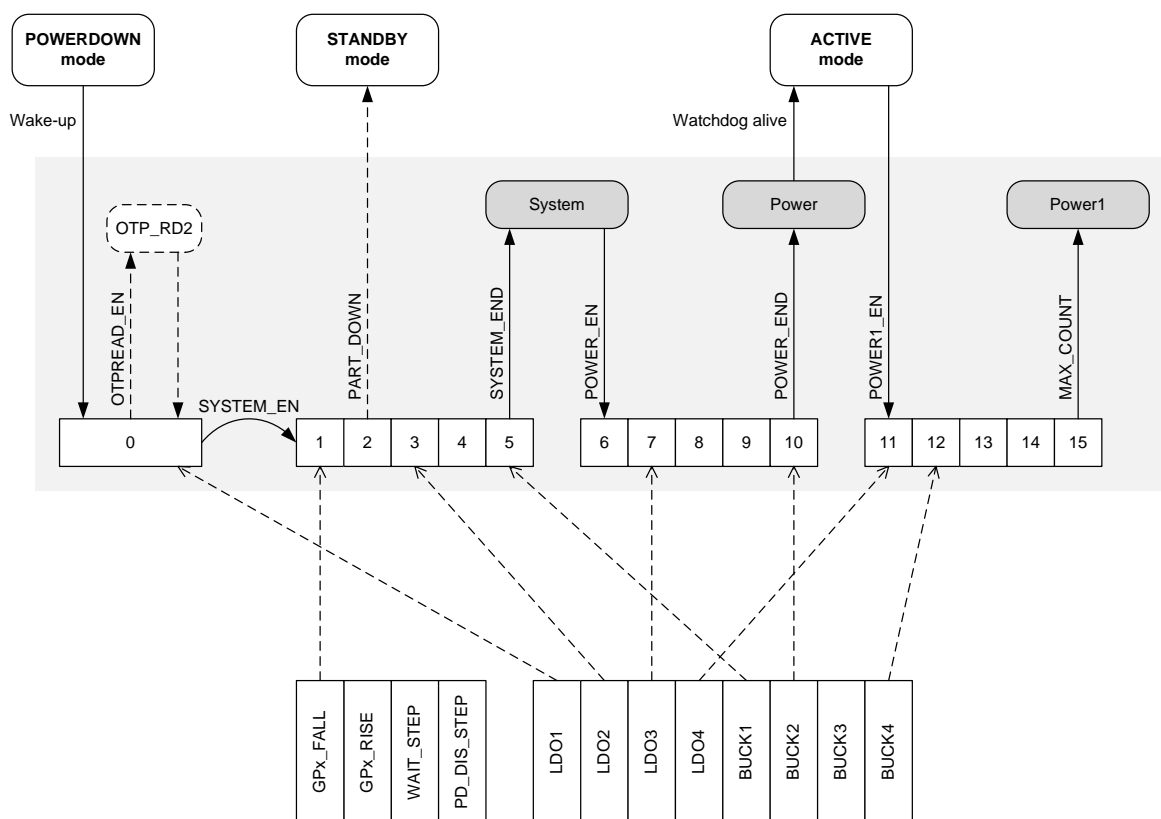 POWERDOWN
mode
STANDBY
mode
ACTIVE
mode
Wake-up
Watchdog alive
OTP_RD2
System
Power
Power1
OTPREAD_EN
PART_DOWN
SYSTEM_END
POWER_EN
POWER_END
POWER1_EN
MAX_COUNT
SYSTEM_EN
0 1 2 3 4 5 6 7 8 9 10 11 12 13 14 15
GPx_FALL
GPx_RISE
WAIT_STEP
PD_DIS_STEP
LDO1
LDO2
LDO3
LDO4
BUCK1
BUCK2
BUCK3
BUCK4